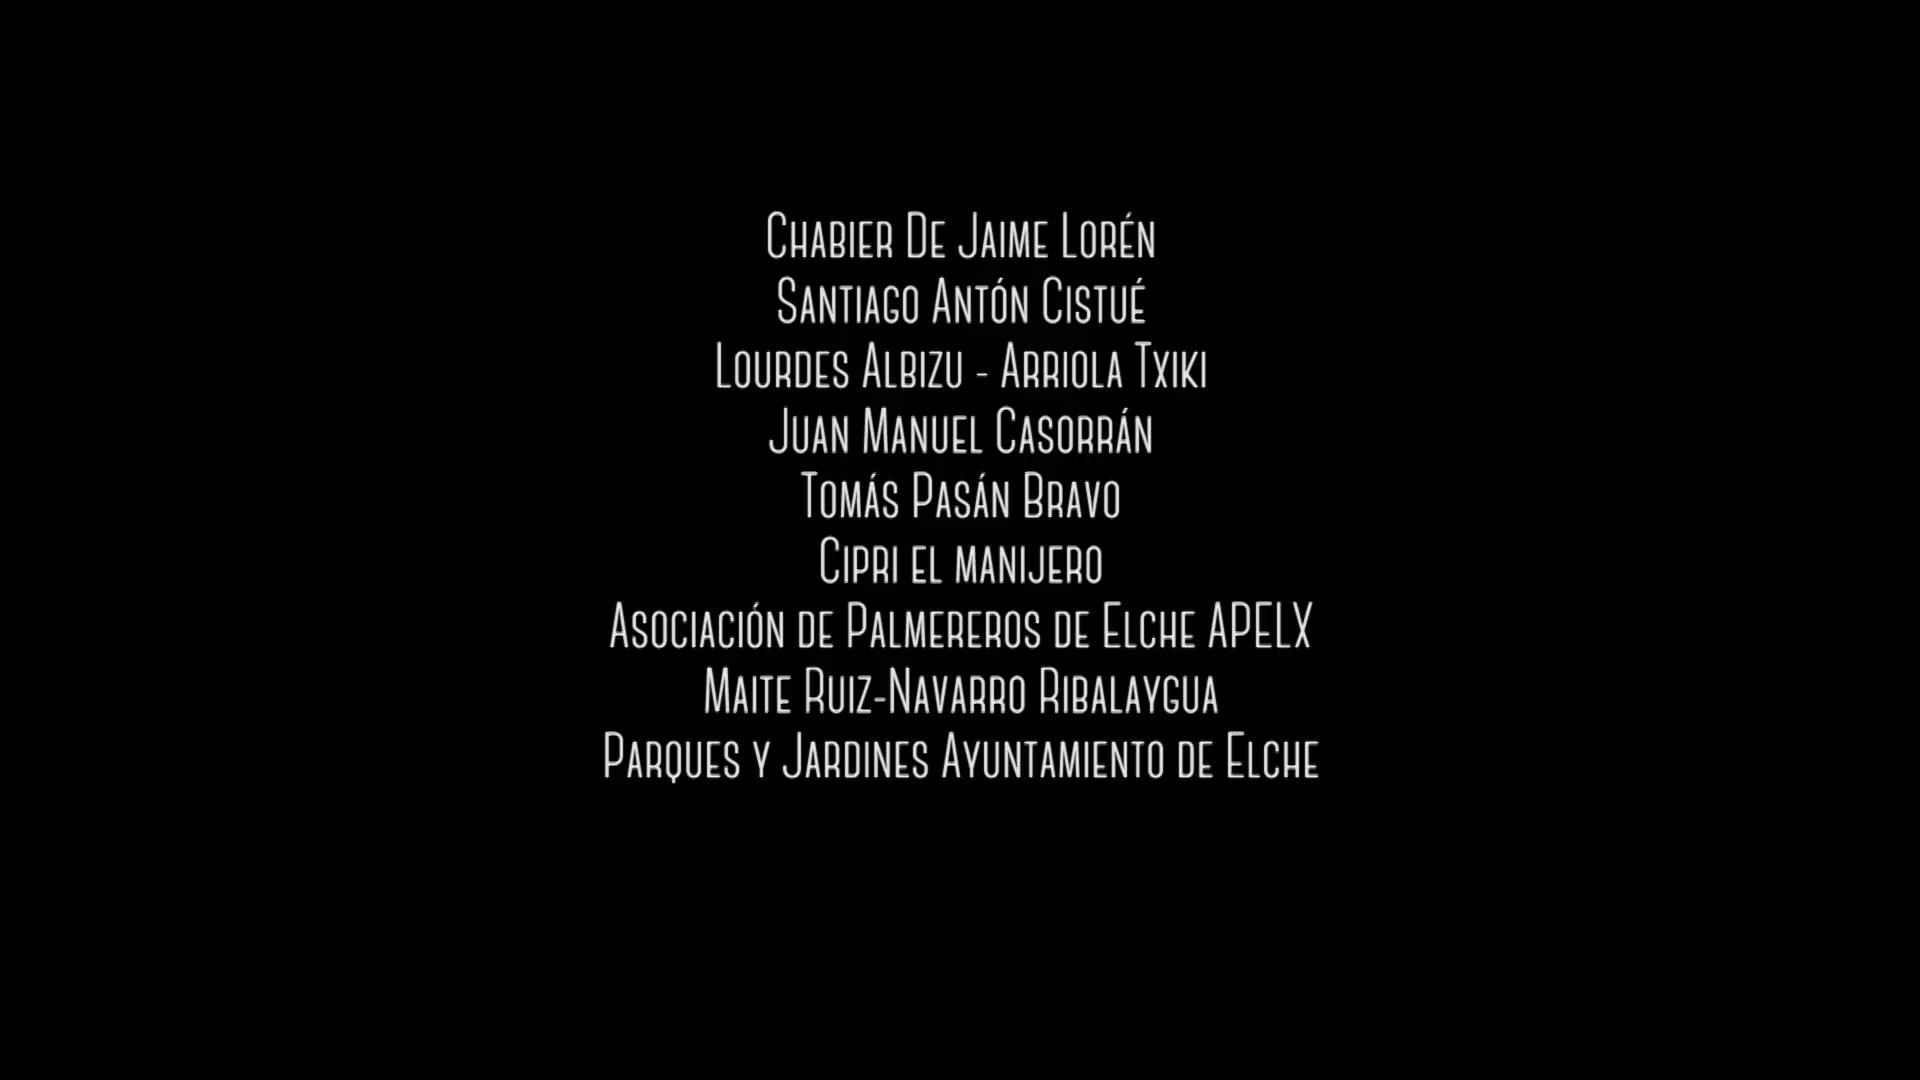 Chabier De Jaime Lorén
Santiago Antón Cistué
Lourdes Albizu - Arriola Txiki
Juan Manuel Casorrán
Tomás Pasán Bravo
Cipri el manijero
Asociación de Palmereros de Elche APELX
Maite Ruiz-Navarro Ribalaygua
Parques y Jardines Ayuntamiento de Elche